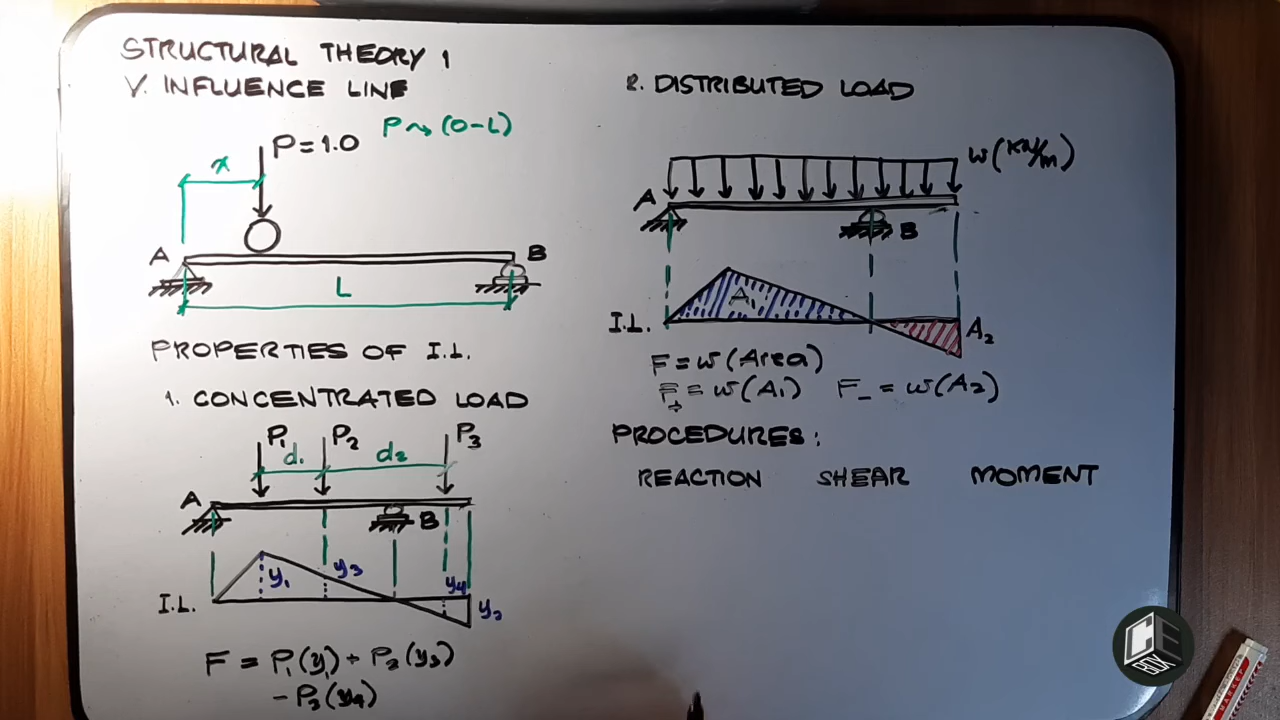 STRUCTURAL THEORY 1
V. INFLUENCE LINE
P ⇝ (0-L)
P = 1.0
x
A
B
L
PROPERTIES OF I.L.
1. CONCENTRATED LOAD
P₁ P₂ P₃
d₁ d₂
A
B
y₁ y₃ y₄
I.L.
y₂
F = P₁(y₁) + P₂(y₃)
- P₃(y₄)
2. DISTRIBUTED LOAD
w (kN/m)
A
B
A₁
I.L.
A₂
F = w(Area)
F₊ = w(A₁) F₋ = w(A₂)
PROCEDURES:
REACTION SHEAR MOMENT
CE
BOX